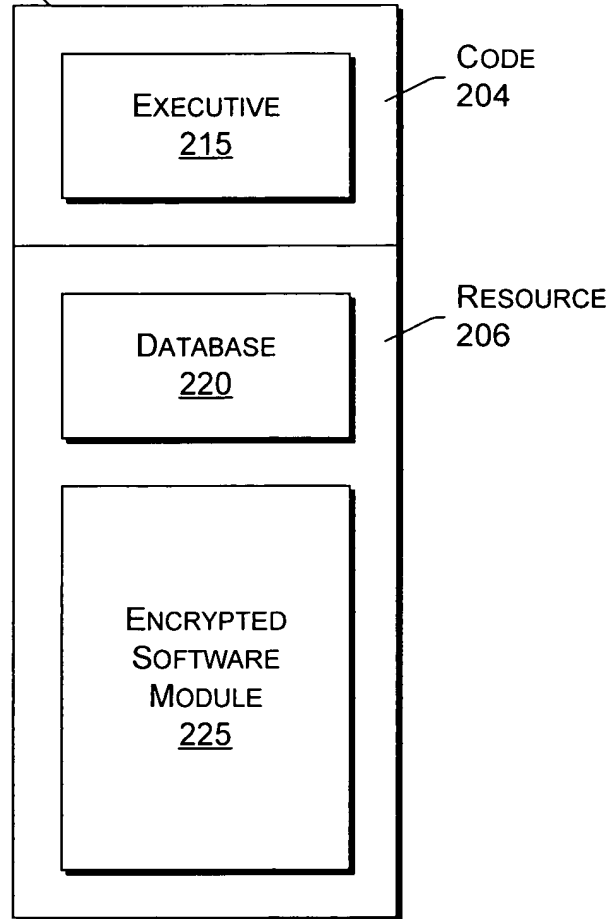 EXECUTIVE
215
CODE
204
DATABASE
220
RESOURCE
206
ENCRYPTED
SOFTWARE
MODULE
225